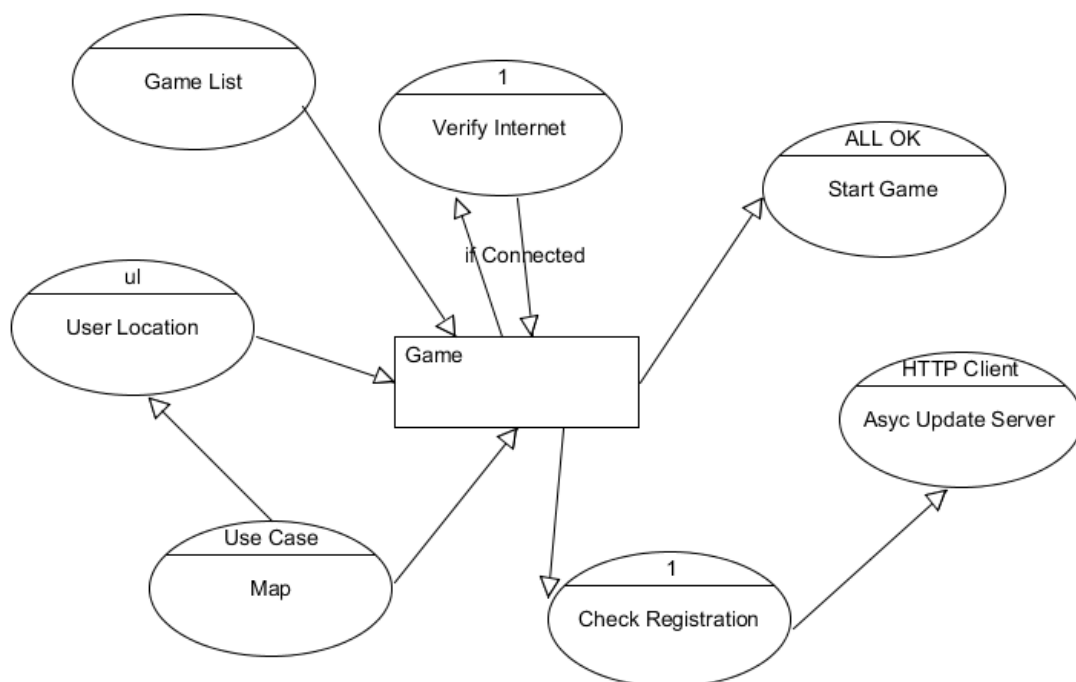 Game List
1
Verify Internet
ALL OK
Start Game
if Connected
ul
User Location
Game
HTTP Client
Asyc Update Server
Use Case
Map
1
Check Registration